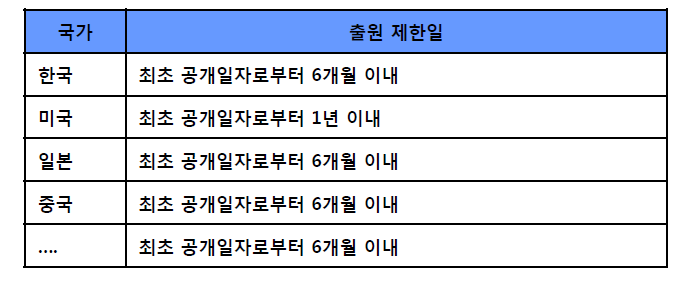 국가 출원 제한일
한국 최초 공개일자로부터 6개월 이내
미국 최초 공개일자로부터 1년 이내
일본 최초 공개일자로부터 6개월 이내
중국 최초 공개일자로부터 6개월 이내
.... 최초 공개일자로부터 6개월 이내